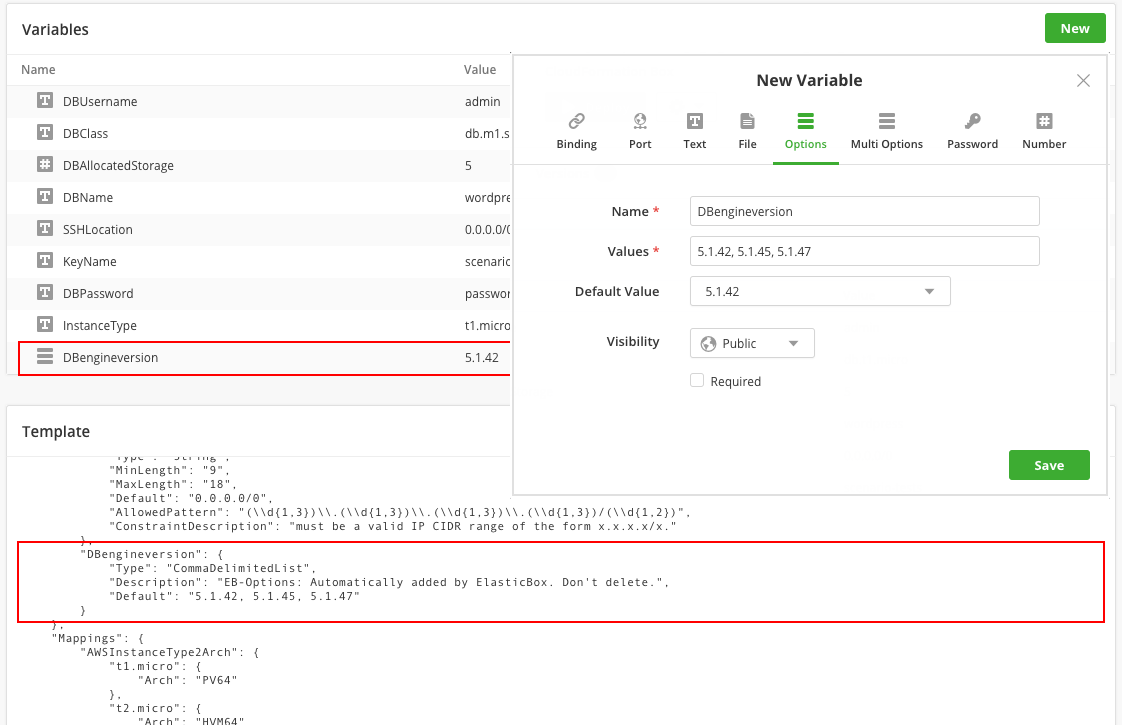 Variables
New
Name Value
DBUsername admin
DBClass db.m1.s
DBAllocatedStorage 5
DBName wordpre
SSHLocation 0.0.0.0/0
KeyName scenario
DBPassword passwor
InstanceType t1.micro
DBengineversion 5.1.42
New Variable
Binding Port Text File Options Multi Options Password Number
Name * DBengineversion
Values * 5.1.42, 5.1.45, 5.1.47
Default Value 5.1.42
Visibility Public
Required
Save
Template
"Type": "String",
"MinLength": "9",
"MaxLength": "18",
"Default": "0.0.0.0/0",
"AllowedPattern": "(\\d{1,3})\\.(\\d{1,3})\\.(\\d{1,3})\\.(\\d{1,3})/(\\d{1,2})",
"ConstraintDescription": "must be a valid IP CIDR range of the form x.x.x.x/x."
},
"DBengineversion": {
"Type": "CommaDelimitedList",
"Description": "EB-Options: Automatically added by ElasticBox. Don't delete.",
"Default": "5.1.42, 5.1.45, 5.1.47"
}
},
"Mappings": {
"AWSInstanceType2Arch": {
"t1.micro": {
"Arch": "PV64"
},
"t2.micro": {
"Arch": "HVM64"